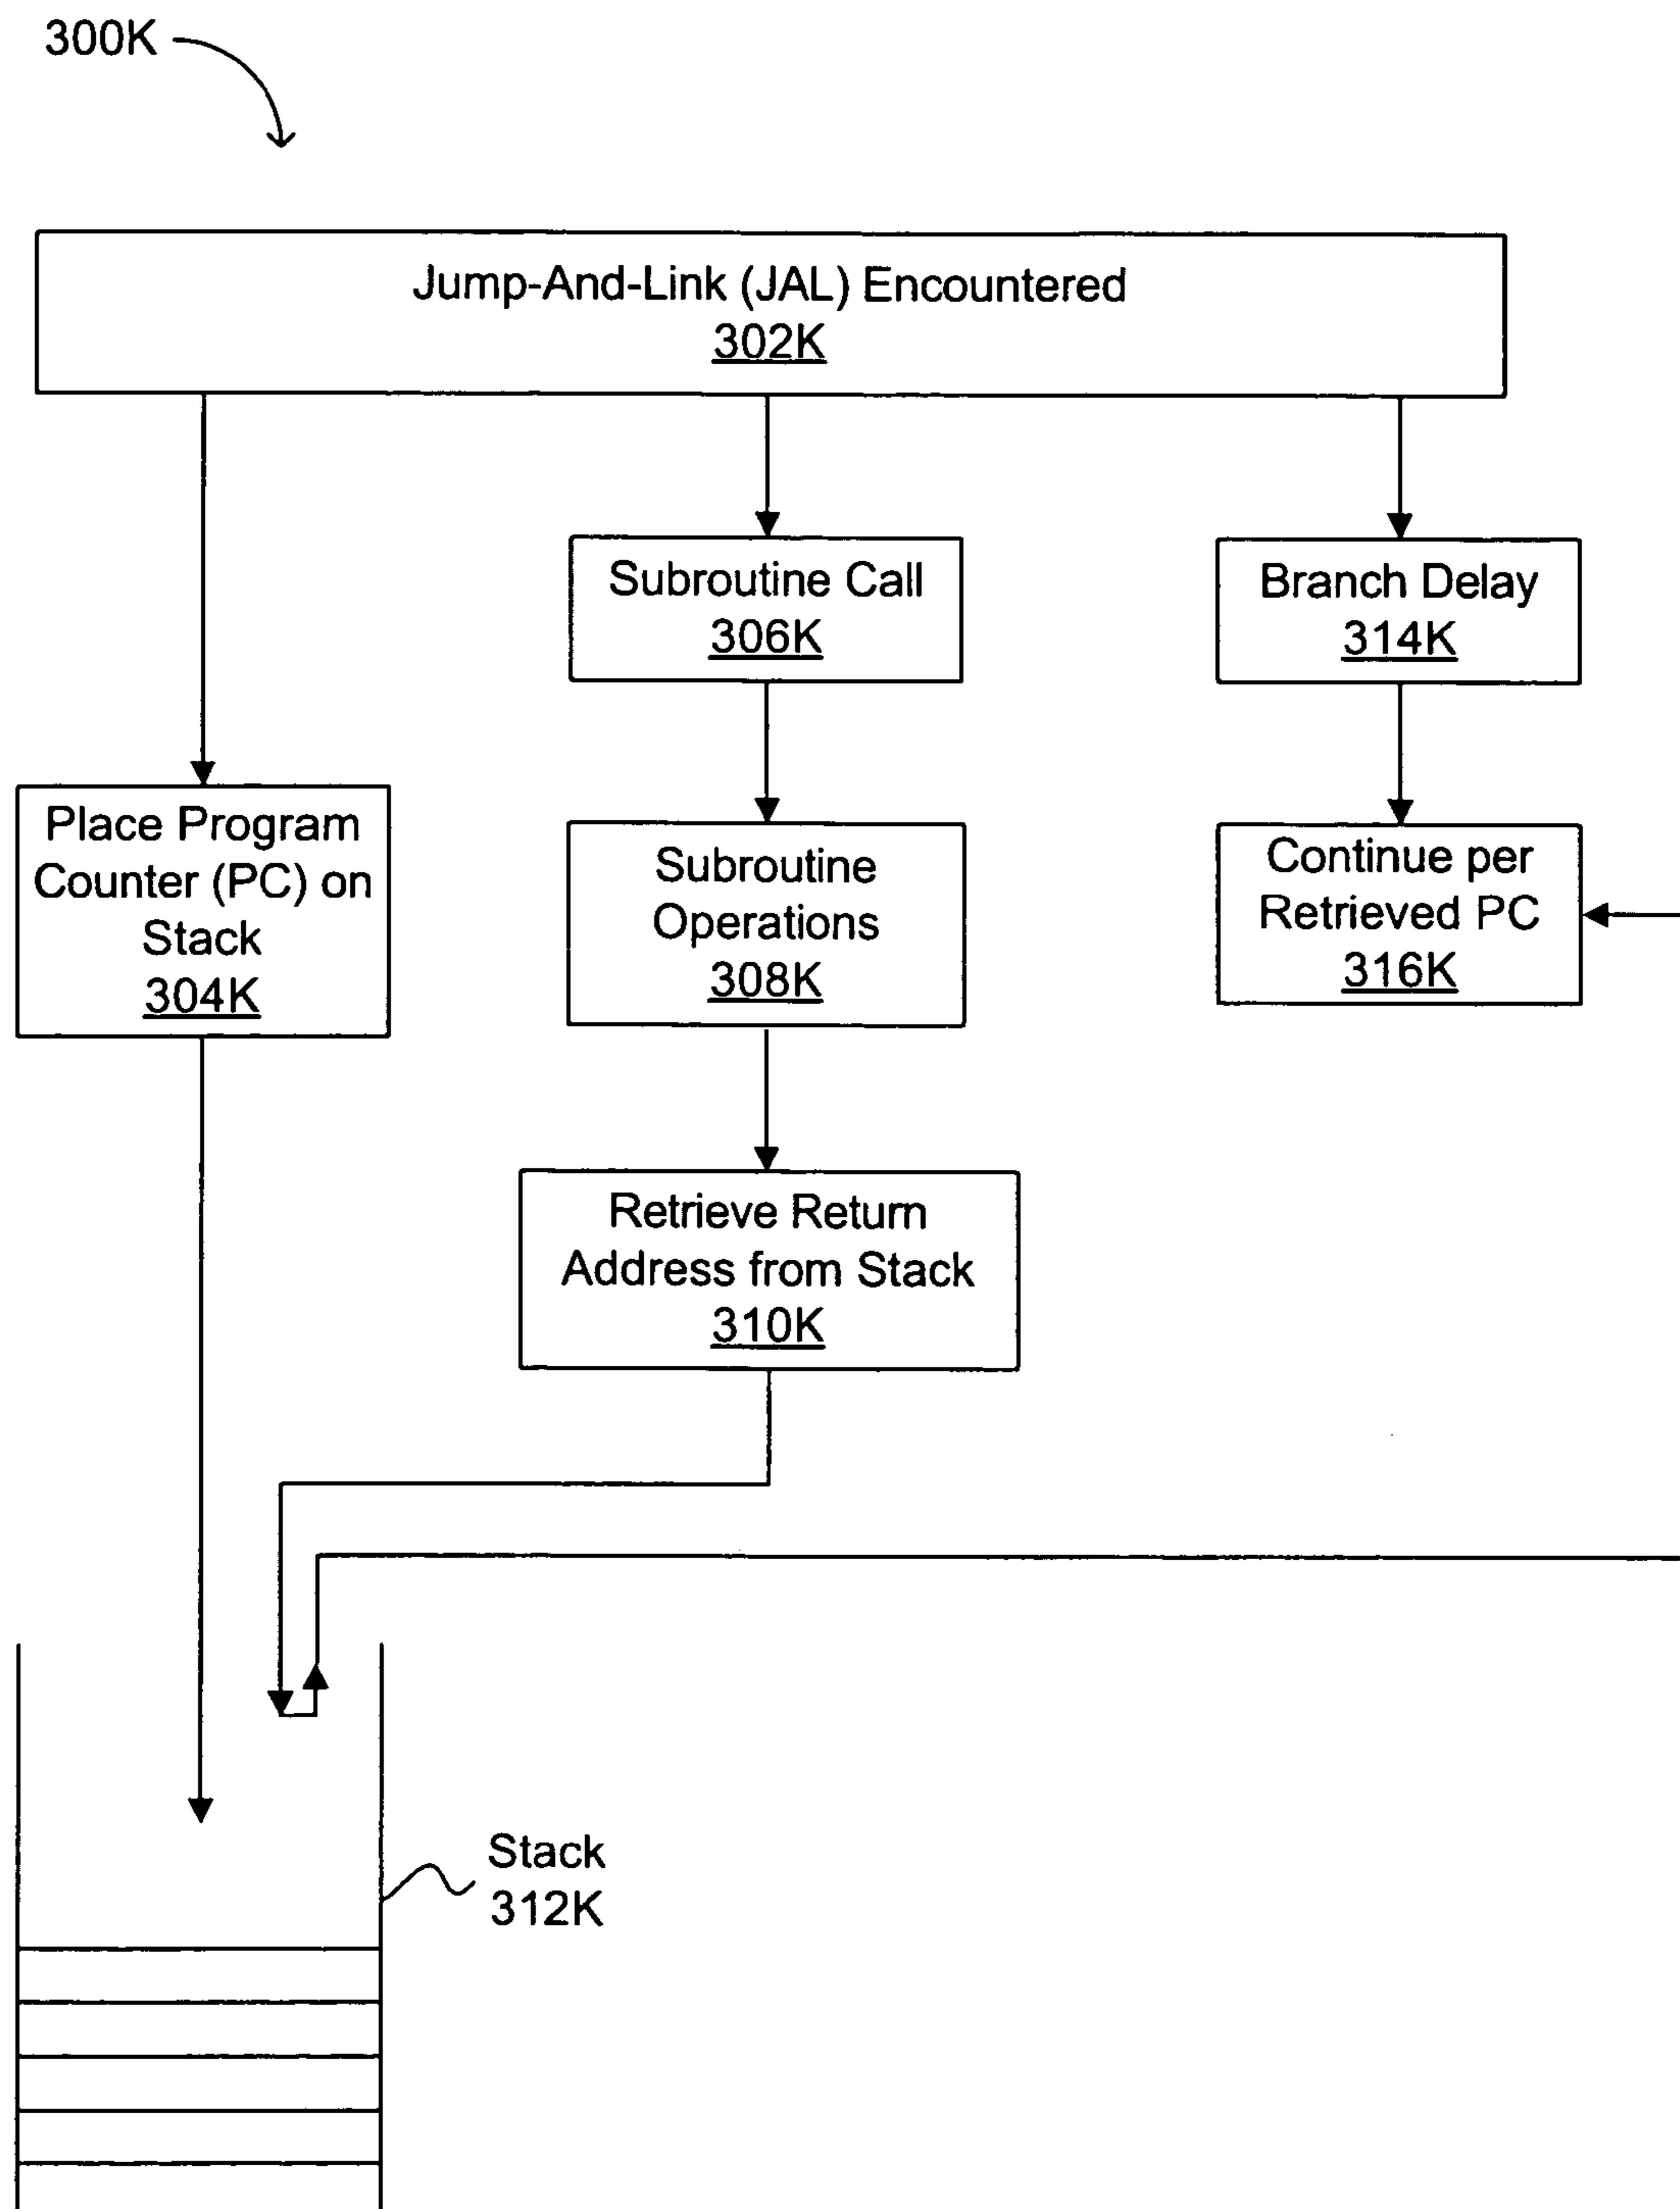 300K
Jump-And-Link (JAL) Encountered
302K
Subroutine Call
306K
Branch Delay
314K
Place Program
Counter (PC) on
Stack
304K
Subroutine
Operations
308K
Continue per
Retrieved PC
316K
Retrieve Return
Address from Stack
310K
Stack
312K